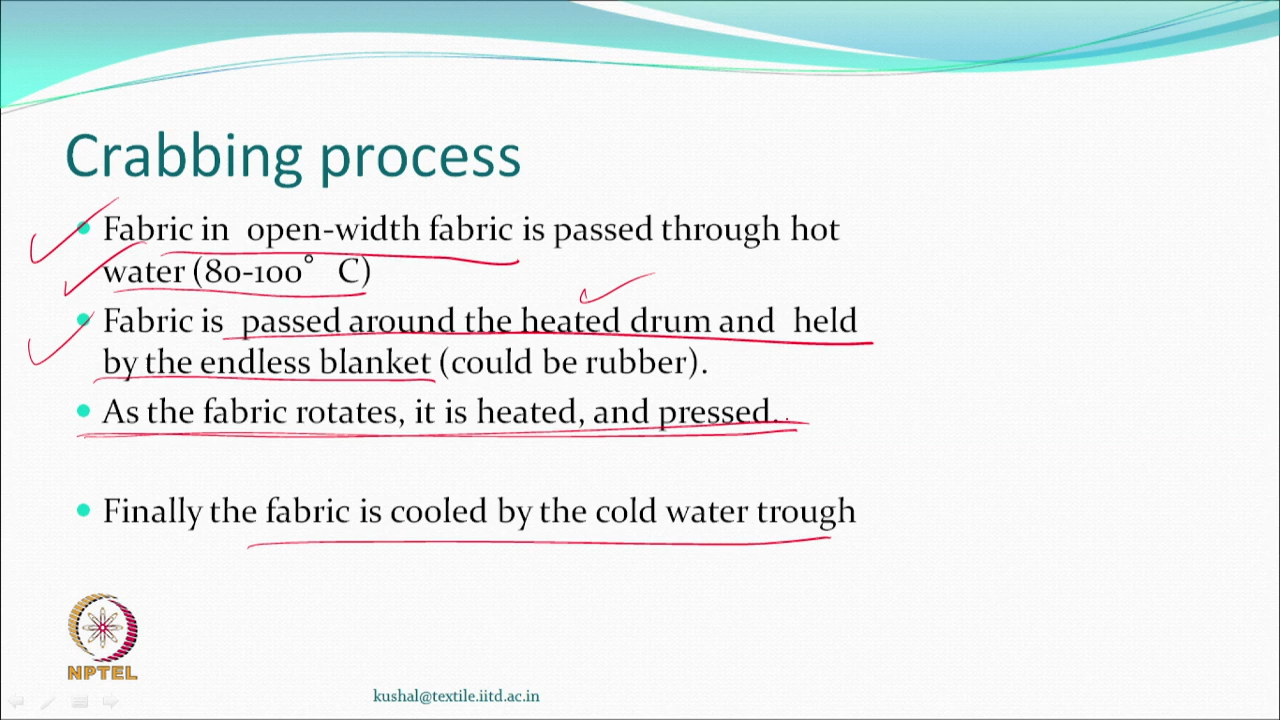 Crabbing process
Fabric in open-width fabric is passed through hot
water (80-100° C)
Fabric is passed around the heated drum and held
by the endless blanket (could be rubber).
As the fabric rotates, it is heated, and pressed.
Finally the fabric is cooled by the cold water trough
NPTEL
kushal@textile.iitd.ac.in